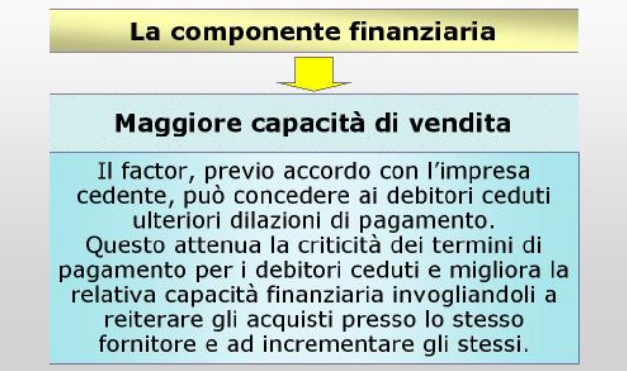 La componente finanziaria
Maggiore capacità di vendita
Il factor, previo accordo con l'impresa
cedente, può concedere ai debitori ceduti
ulteriori dilazioni di pagamento.
Questo attenua la criticità dei termini di
pagamento per i debitori ceduti e migliora la
relativa capacità finanziaria invogliandoli a
reiterare gli acquisti presso lo stesso
fornitore e ad incrementare gli stessi.